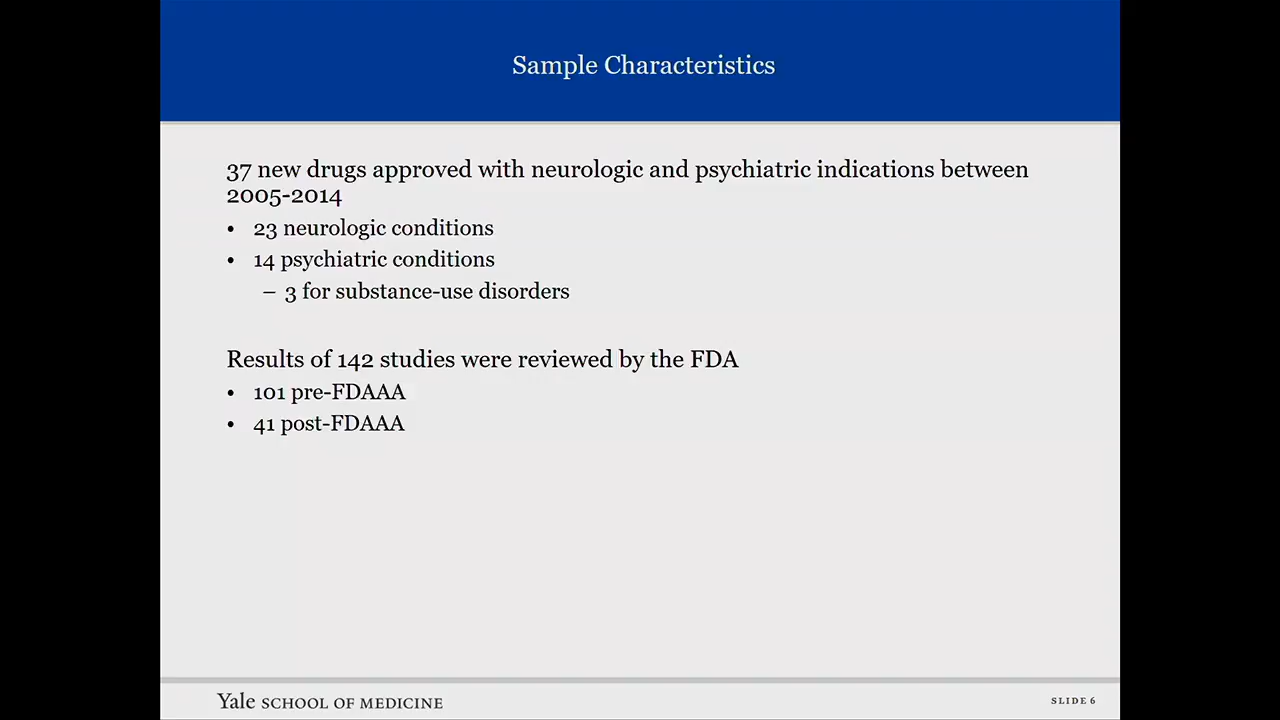 Sample Characteristics
37 new drugs approved with neurologic and psychiatric indications between
2005-2014
• 23 neurologic conditions
• 14 psychiatric conditions
– 3 for substance-use disorders
Results of 142 studies were reviewed by the FDA
• 101 pre-FDAAA
• 41 post-FDAAA
Yale SCHOOL OF MEDICINE
SLIDE 6